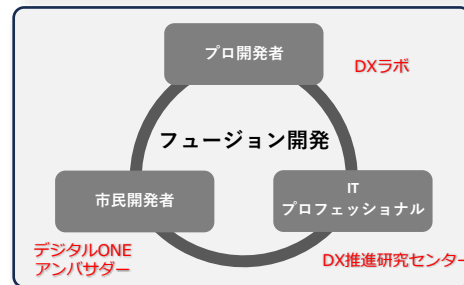 プロ開発者
DXラボ
フュージョン開発
市民開発者
IT
プロフェッショナル
デジタルONE
アンバサダー
DX推進研究センター